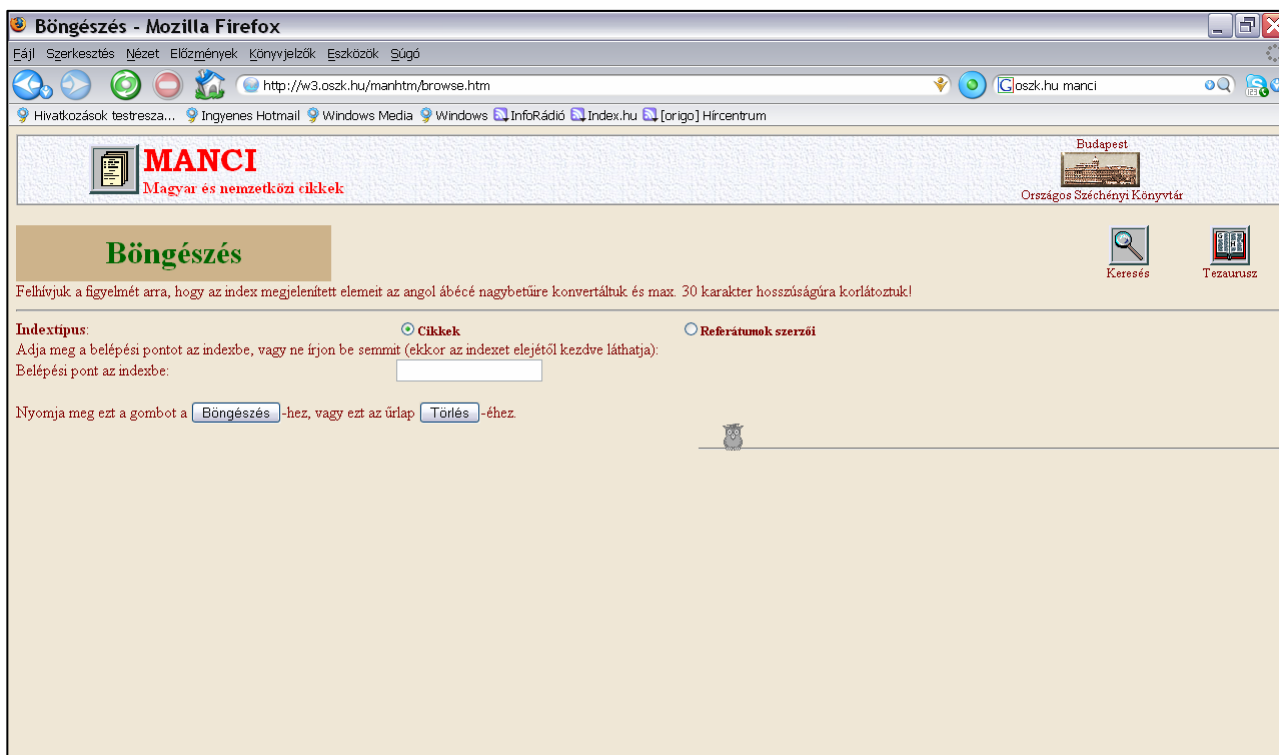 Böngészés - Mozilla Firefox
Fájl Szerkesztés Nézet Előzmények Könyvjelzők Eszközök Súgó
http://w3.oszk.hu/manhtm/browse.htm oszk.hu manci
Hivatkozások testresza... Ingyenes Hotmail Windows Media Windows InfoRádió Index.hu [origo] Hírcentrum
MANCI
Magyar és nemzetközi cikkek
Budapest
Országos Széchényi Könyvtár
Böngészés
Keresés Tezaurusz
Felhívjuk a figyelmét arra, hogy az index megjelenített elemeit az angol ábécé nagybetűire konvertáltuk és max. 30 karakter hosszúságúra korlátoztuk!
Indextípus: Cikkek Referátumok szerzői
Adja meg a belépési pontot az indexbe, vagy ne írjon be semmit (ekkor az indexet elejétől kezdve láthatja):
Belépési pont az indexbe:
Nyomja meg ezt a gombot a Böngészés -hez, vagy ezt az űrlap Törlés -éhez.